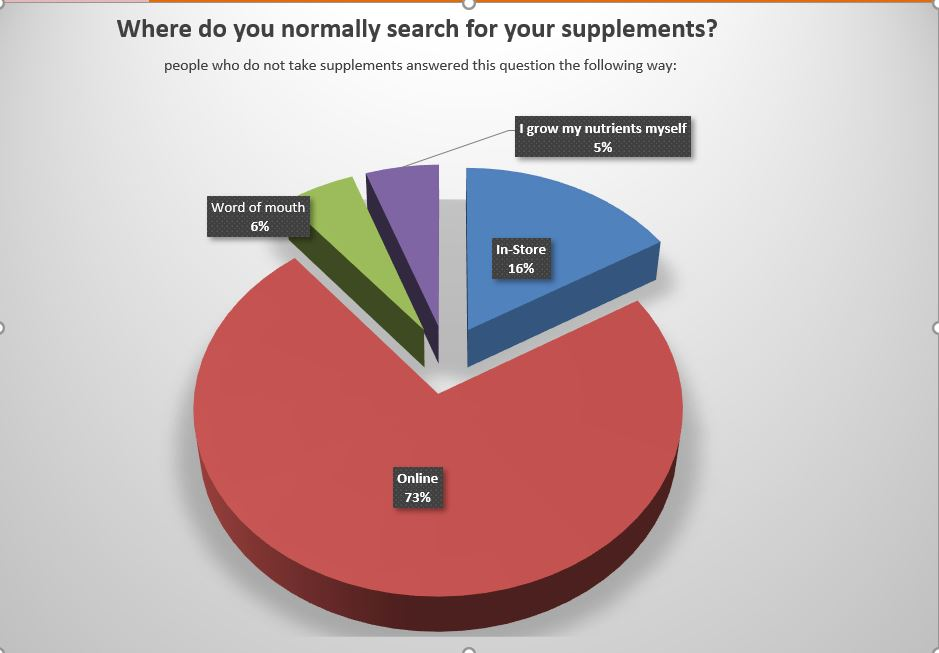 Where do you normally search for your supplements?
people who do not take supplements answered this question the following way:
I grow my nutrients myself
5%
Word of mouth
6%
In-Store
16%
Online
73%